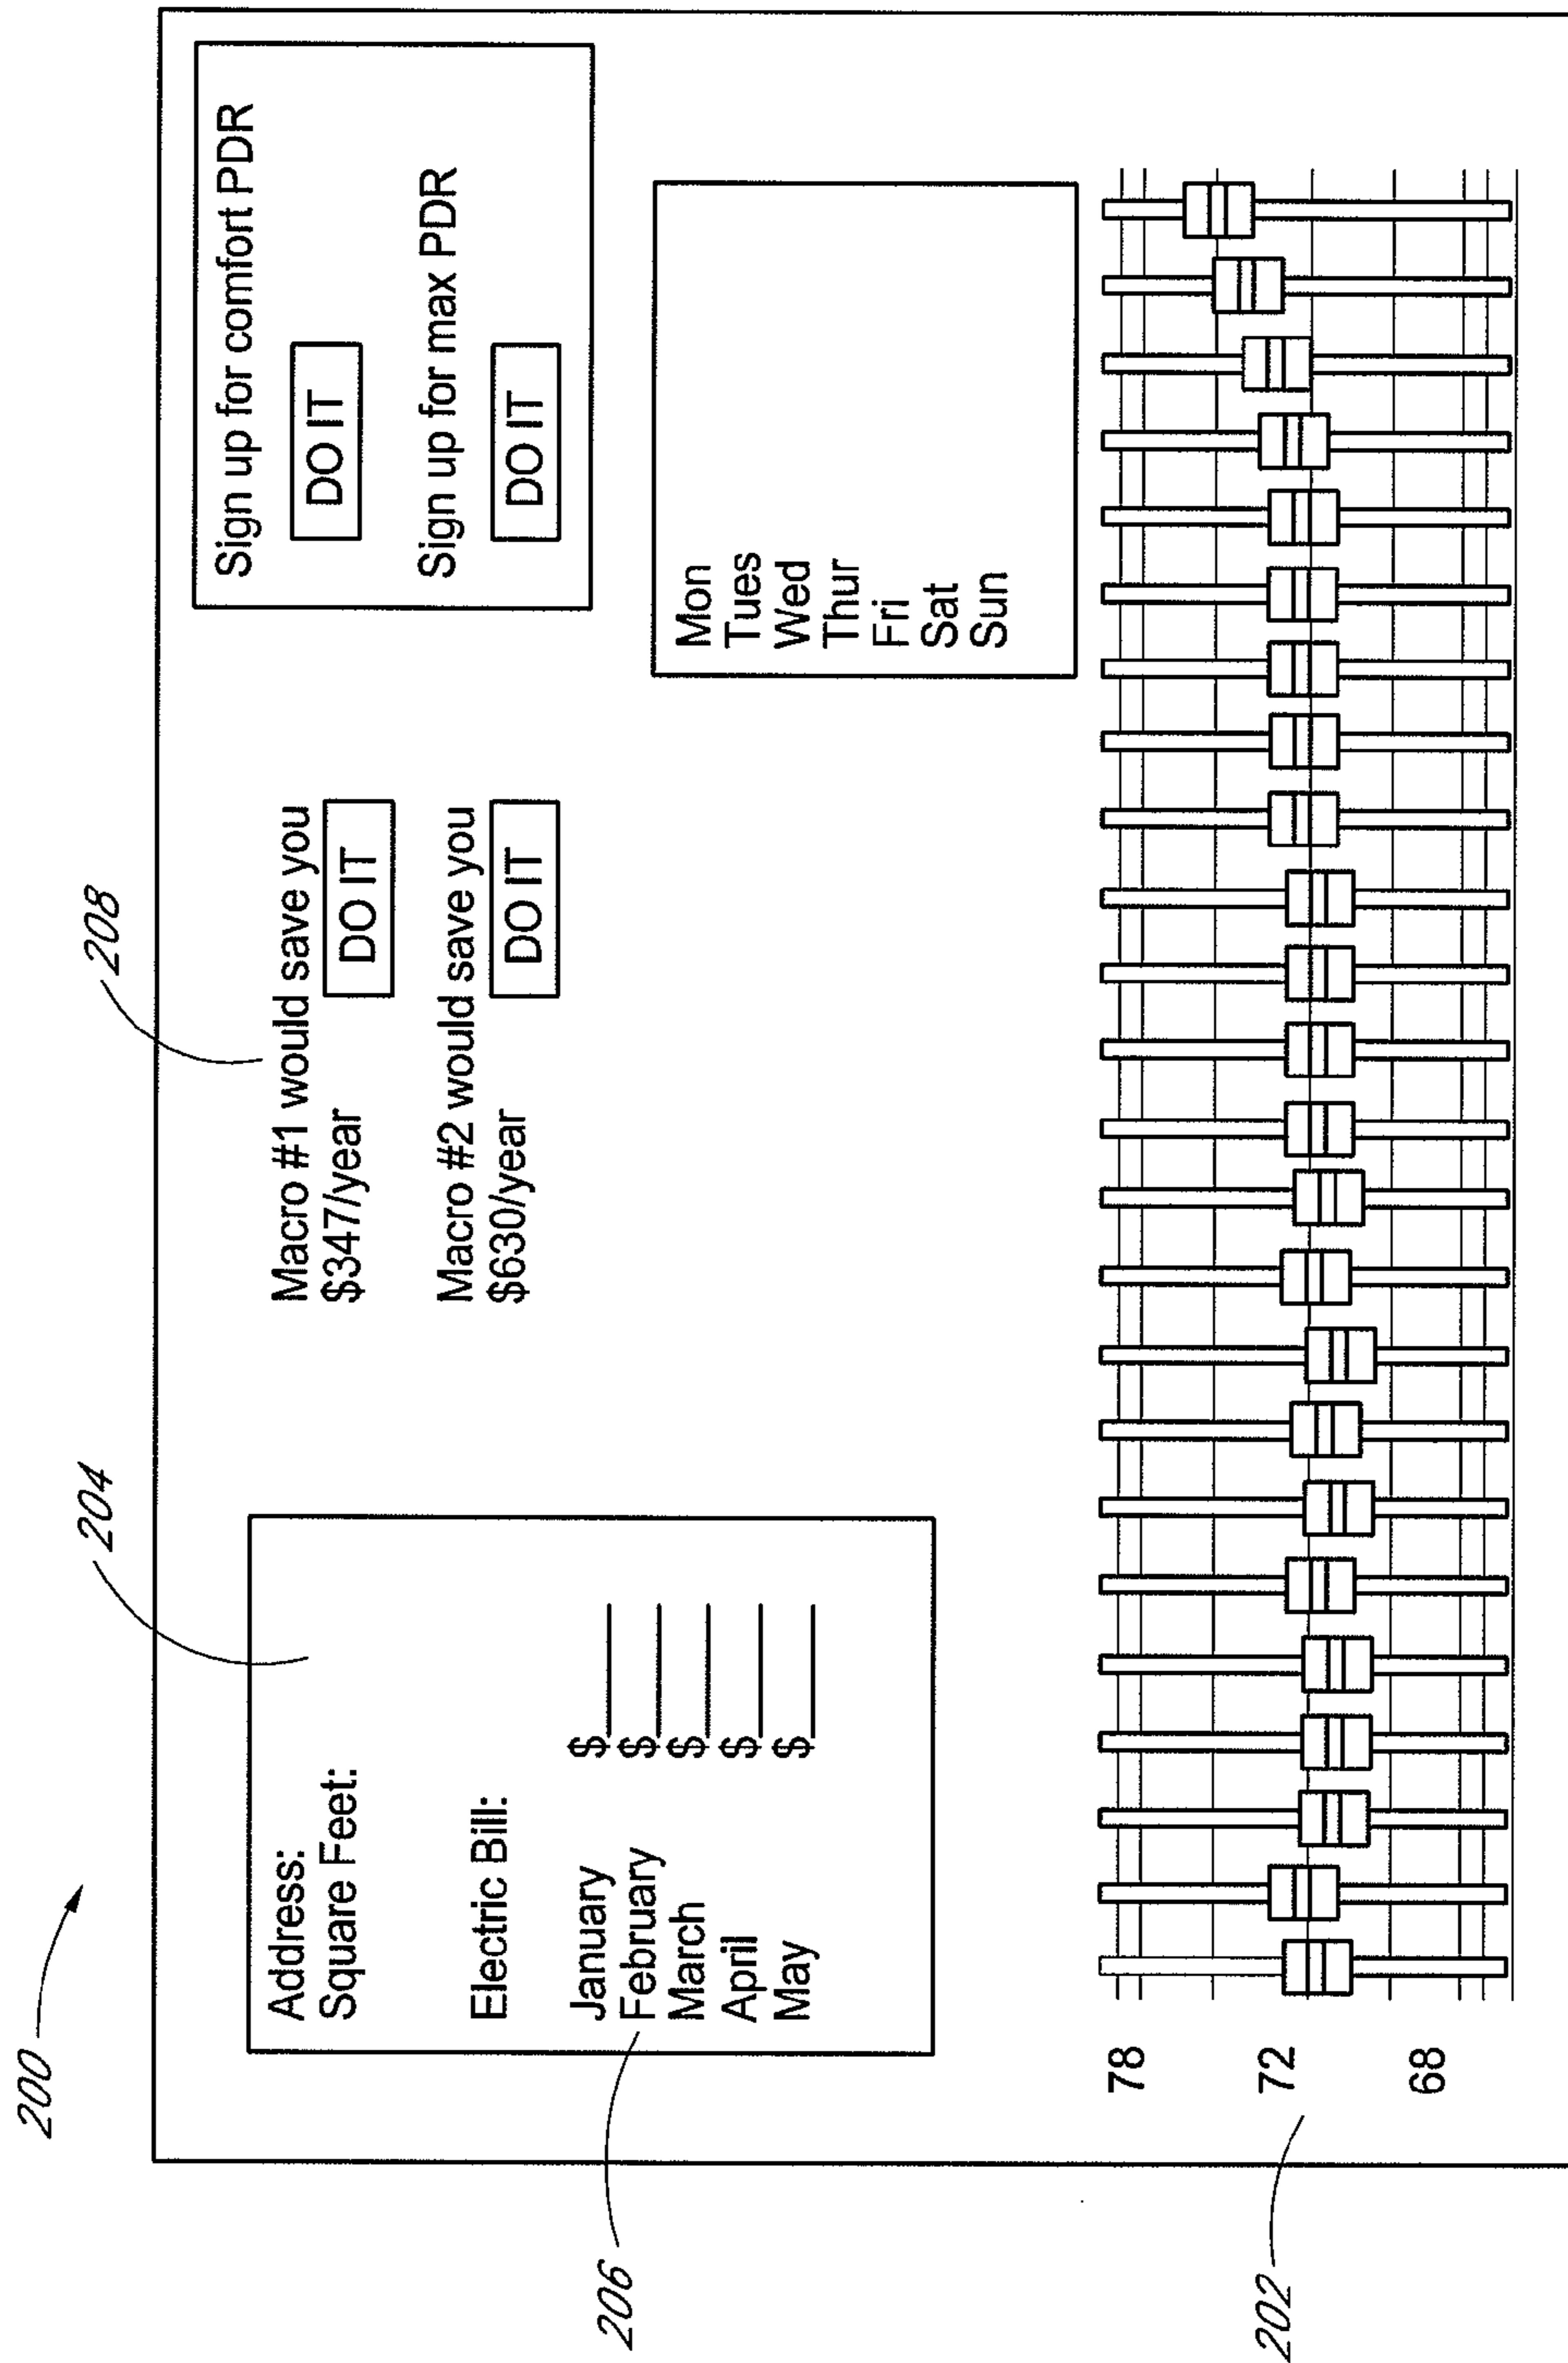 200
204
208
Address:
Square Feet:
Electric Bill:
January $
February $
March $
April $
May $
206
Macro #1 would save you
$347/year
DO IT
Macro #2 would save you
$630/year
DO IT
Sign up for comfort PDR
DO IT
Sign up for max PDR
DO IT
Mon
Tues
Wed
Thur
Fri
Sat
Sun
78
72
68
202